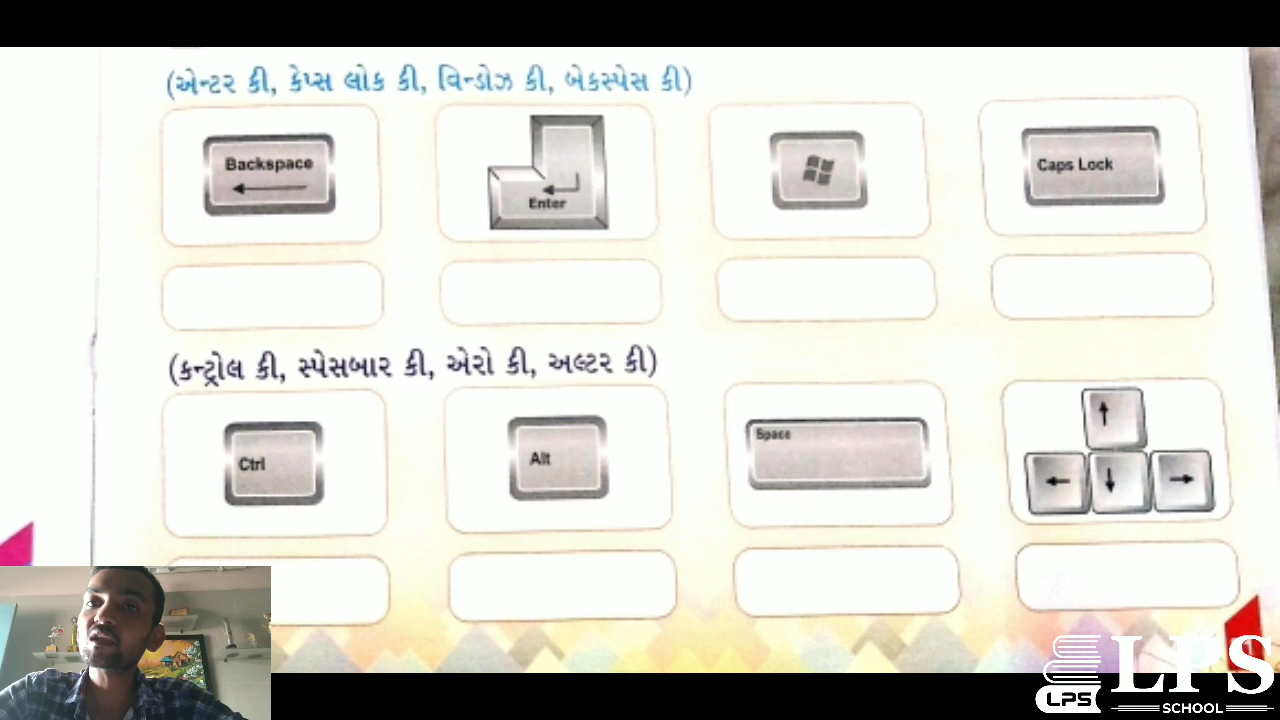 (એન્ટર કી, કેપ્સ લોક કી, વિન્ડોઝ કી, બેકસ્પેસ કી)
Backspace
Enter
Caps Lock
(કન્ટ્રોલ કી, સ્પેસબાર કી, એરો કી, અલ્ટર કી)
Ctrl
Alt
Space
LPS
LPS
SCHOOL